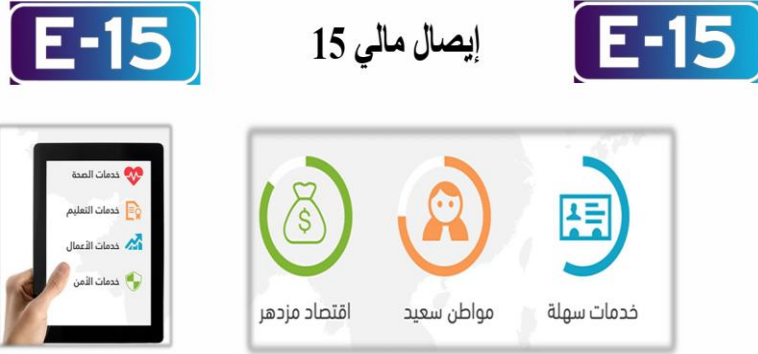 E-15
إيصال مالي 15
E-15
خدمات الصحة
خدمات التعليم
خدمات الأعمال
خدمات الأمن
$
خدمات سهلة
مواطن سعيد
اقتصاد مزدهر